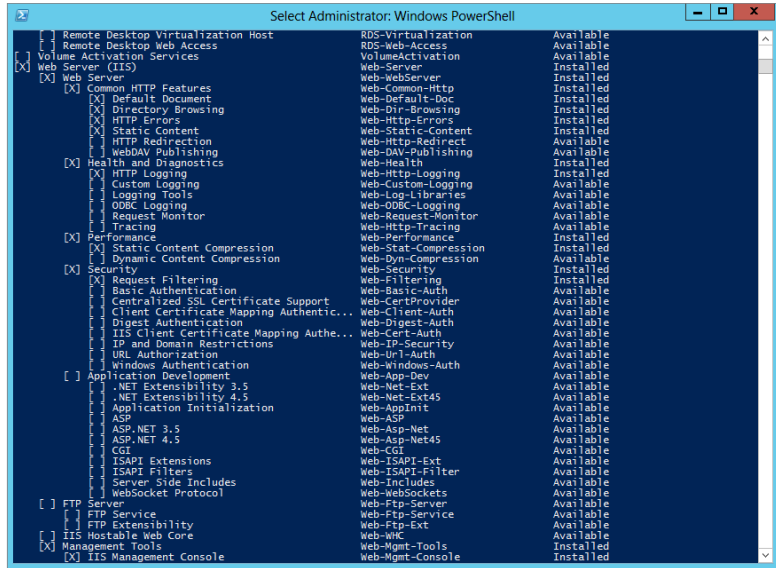 Select Administrator: Windows PowerShell
[ ] Remote Desktop Virtualization Host RDS-Virtualization Available
[ ] Remote Desktop Web Access RDS-Web-Access Available
[ ] Volume Activation Services VolumeActivation Available
[X] Web Server (IIS) Web-Server Installed
[X] Web Server Web-WebServer Installed
[X] Common HTTP Features Web-Common-Http Installed
[X] Default Document Web-Default-Doc Installed
[X] Directory Browsing Web-Dir-Browsing Installed
[X] HTTP Errors Web-Http-Errors Installed
[X] Static Content Web-Static-Content Installed
[ ] HTTP Redirection Web-Http-Redirect Available
[ ] WebDAV Publishing Web-DAV-Publishing Available
[X] Health and Diagnostics Web-Health Installed
[X] HTTP Logging Web-Http-Logging Installed
[ ] Custom Logging Web-Custom-Logging Available
[ ] Logging Tools Web-Log-Libraries Available
[ ] ODBC Logging Web-ODBC-Logging Available
[ ] Request Monitor Web-Request-Monitor Available
[ ] Tracing Web-Http-Tracing Available
[X] Performance Web-Performance Installed
[X] Static Content Compression Web-Stat-Compression Installed
[ ] Dynamic Content Compression Web-Dyn-Compression Available
[X] Security Web-Security Installed
[X] Request Filtering Web-Filtering Installed
[ ] Basic Authentication Web-Basic-Auth Available
[ ] Centralized SSL Certificate Support Web-CertProvider Available
[ ] Client Certificate Mapping Authentic... Web-Client-Auth Available
[ ] Digest Authentication Web-Digest-Auth Available
[ ] IIS Client Certificate Mapping Authe... Web-Cert-Auth Available
[ ] IP and Domain Restrictions Web-IP-Security Available
[ ] URL Authorization Web-Url-Auth Available
[ ] Windows Authentication Web-Windows-Auth Available
[ ] Application Development Web-App-Dev Available
[ ] .NET Extensibility 3.5 Web-Net-Ext Available
[ ] .NET Extensibility 4.5 Web-Net-Ext45 Available
[ ] Application Initialization Web-AppInit Available
[ ] ASP Web-ASP Available
[ ] ASP.NET 3.5 Web-Asp-Net Available
[ ] ASP.NET 4.5 Web-Asp-Net45 Available
[ ] CGI Web-CGI Available
[ ] ISAPI Extensions Web-ISAPI-Ext Available
[ ] ISAPI Filters Web-ISAPI-Filter Available
[ ] Server Side Includes Web-Includes Available
[ ] WebSocket Protocol Web-WebSockets Available
[ ] FTP Server Web-Ftp-Server Available
[ ] FTP Service Web-Ftp-Service Available
[ ] FTP Extensibility Web-Ftp-Ext Available
[ ] IIS Hostable Web Core Web-WHC Available
[X] Management Tools Web-Mgmt-Tools Installed
[X] IIS Management Console Web-Mgmt-Console Installed